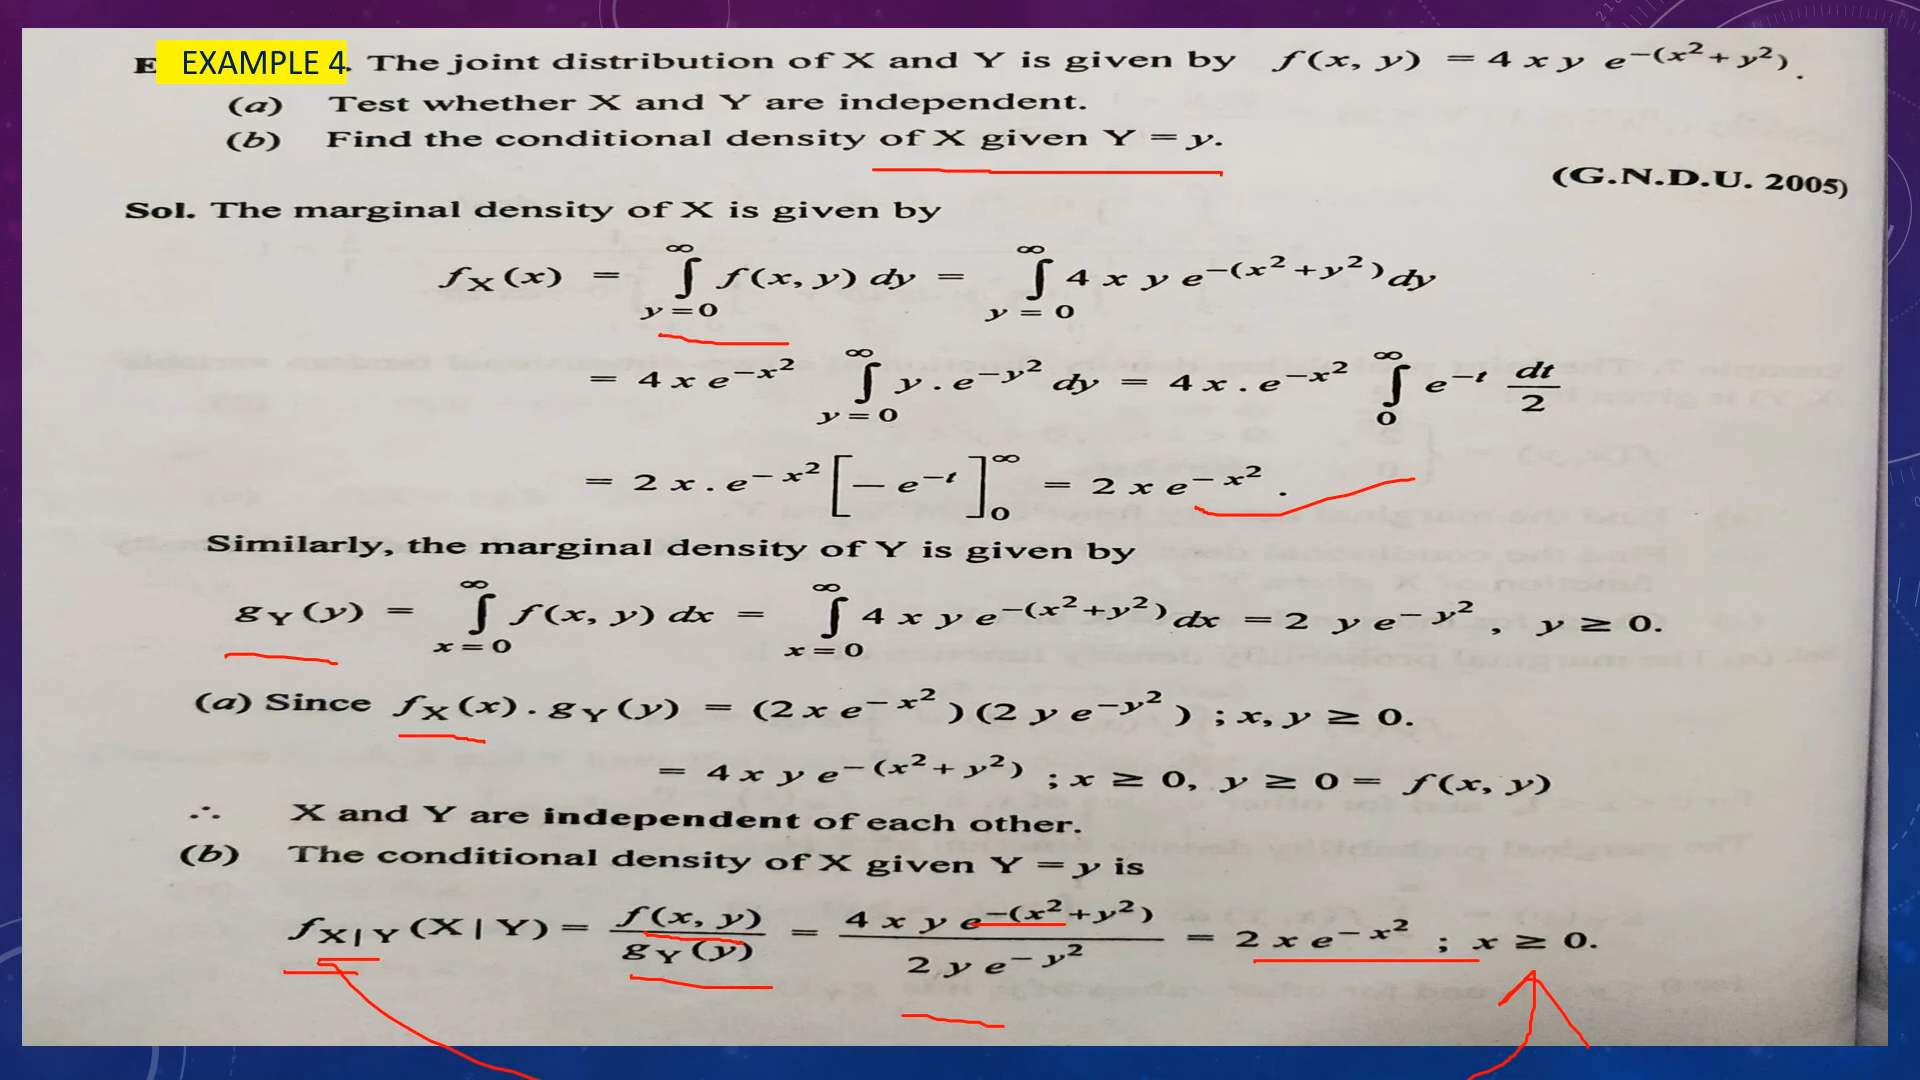 EXAMPLE 4. The joint distribution of X and Y is given by f(x, y) = 4 x y e^{-(x^2+y^2)}.
(a) Test whether X and Y are independent.
(b) Find the conditional density of X given Y = y.
(G.N.D.U. 2005)
Sol. The marginal density of X is given by
f_X(x) = ∫_{y=0}^{∞} f(x, y) dy = ∫_{y=0}^{∞} 4 x y e^{-(x^2+y^2)} dy
= 4 x e^{-x^2} ∫_{y=0}^{∞} y . e^{-y^2} dy = 4 x . e^{-x^2} ∫_0^{∞} e^{-t} dt/2
= 2 x . e^{-x^2} [– e^{-t}]_0^{∞} = 2 x e^{-x^2} .
Similarly, the marginal density of Y is given by
g_Y(y) = ∫_{x=0}^{∞} f(x, y) dx = ∫_{x=0}^{∞} 4 x y e^{-(x^2+y^2)} dx = 2 y e^{-y^2} , y ≥ 0.
(a) Since f_X(x) . g_Y(y) = (2 x e^{-x^2}) (2 y e^{-y^2}) ; x, y ≥ 0.
= 4 x y e^{-(x^2+y^2)} ; x ≥ 0, y ≥ 0 = f(x, y)
∴ X and Y are independent of each other.
(b) The conditional density of X given Y = y is
f_{X|Y}(X | Y) = f(x, y) / g_Y(y) = 4 x y e^{-(x^2+y^2)} / 2 y e^{-y^2} = 2 x e^{-x^2} ; x ≥ 0.